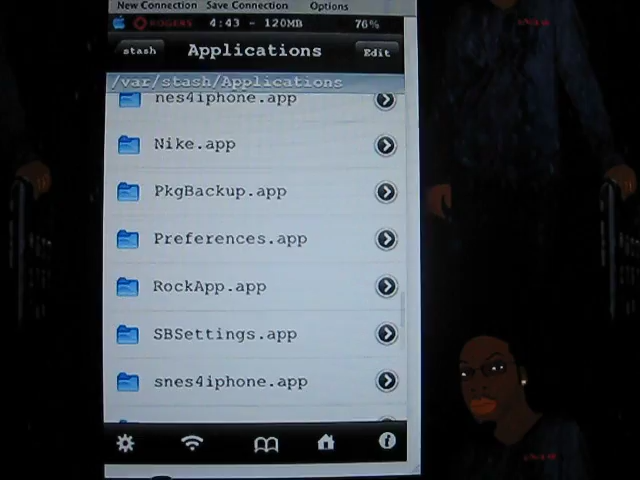 New Connection Save Connection Options
ROGERS 4:43 - 120MB 76%
stash Applications Edit
/var/stash/Applications
nes4iphone.app
Nike.app
PkgBackup.app
Preferences.app
RockApp.app
SBSettings.app
snes4iphone.app